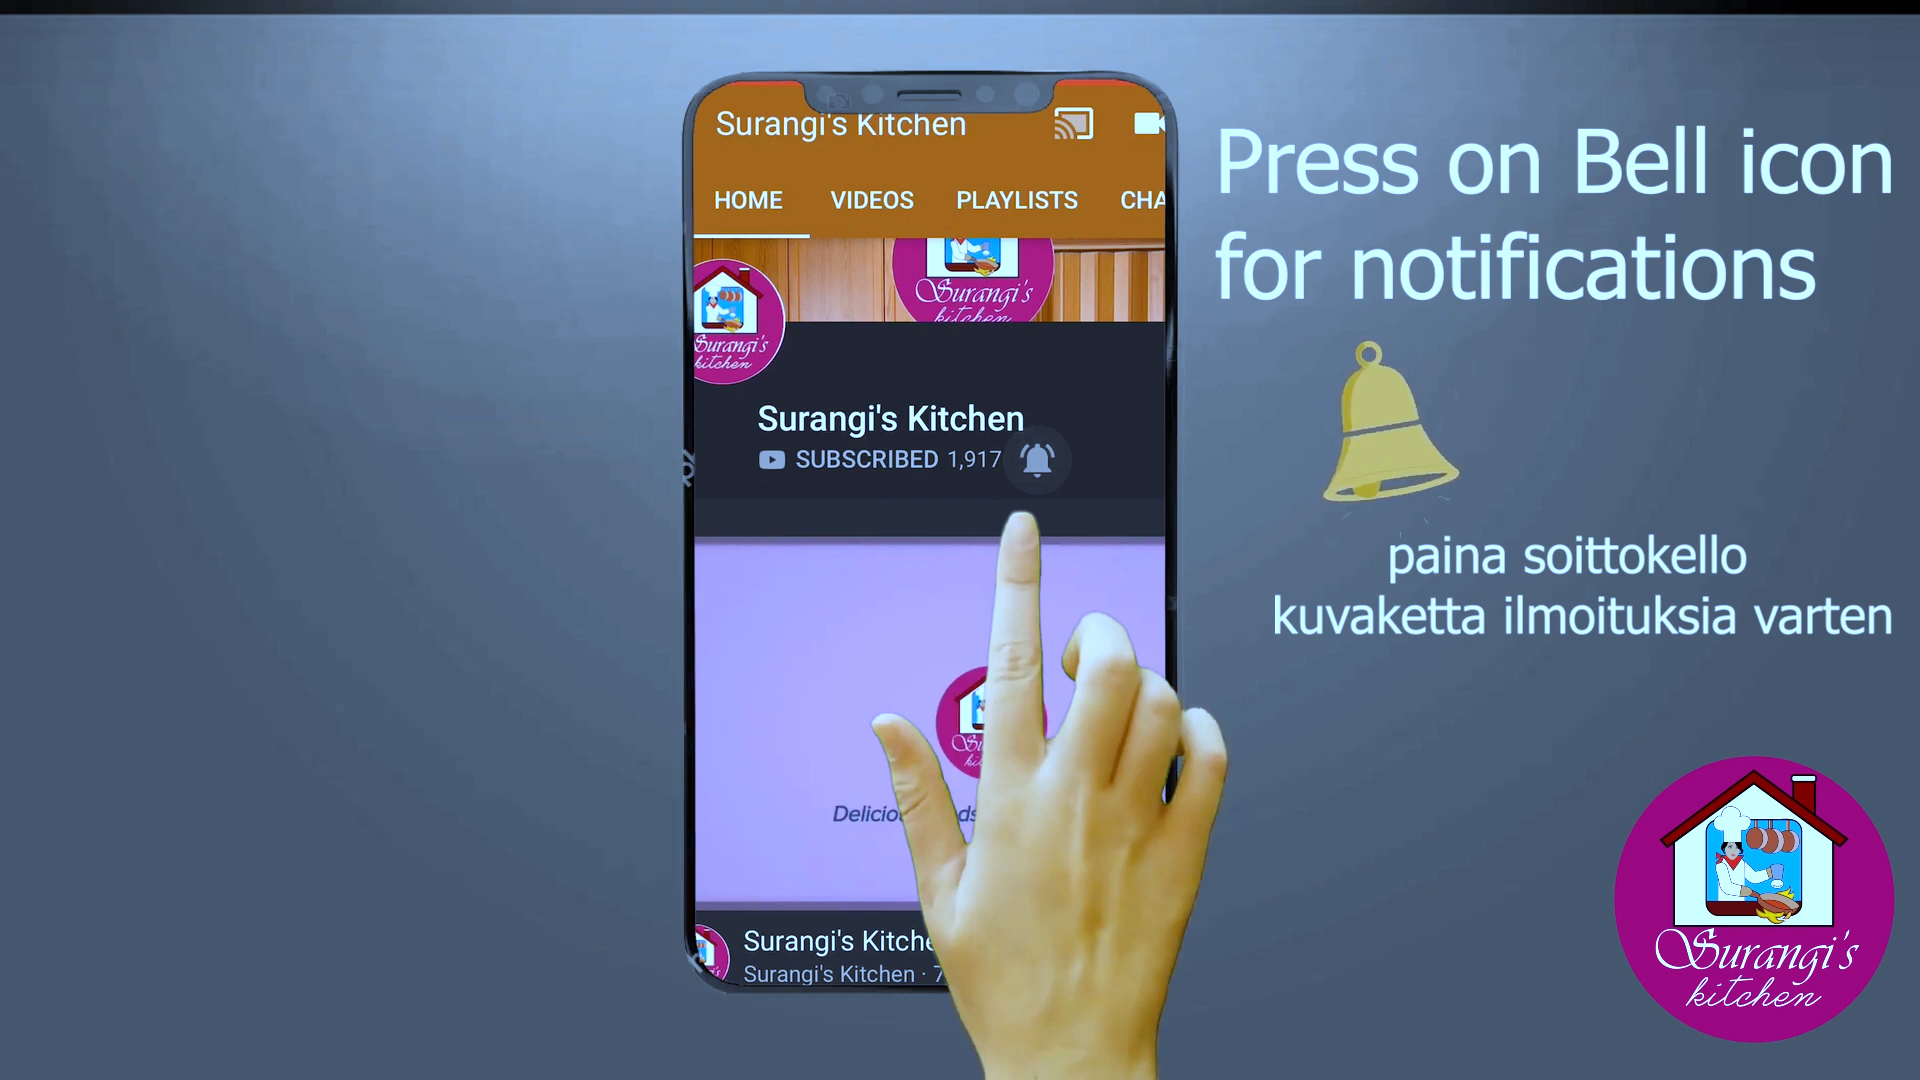 Surangi's Kitchen
HOME VIDEOS PLAYLISTS
Surangi's
kitchen
Surangi's
kitchen
Surangi's Kitchen
SUBSCRIBED 1,917
Surangi's Kitchen
Press on Bell icon
for notifications
paina soittokello
kuvaketta ilmoituksia varten
Surangi's
kitchen